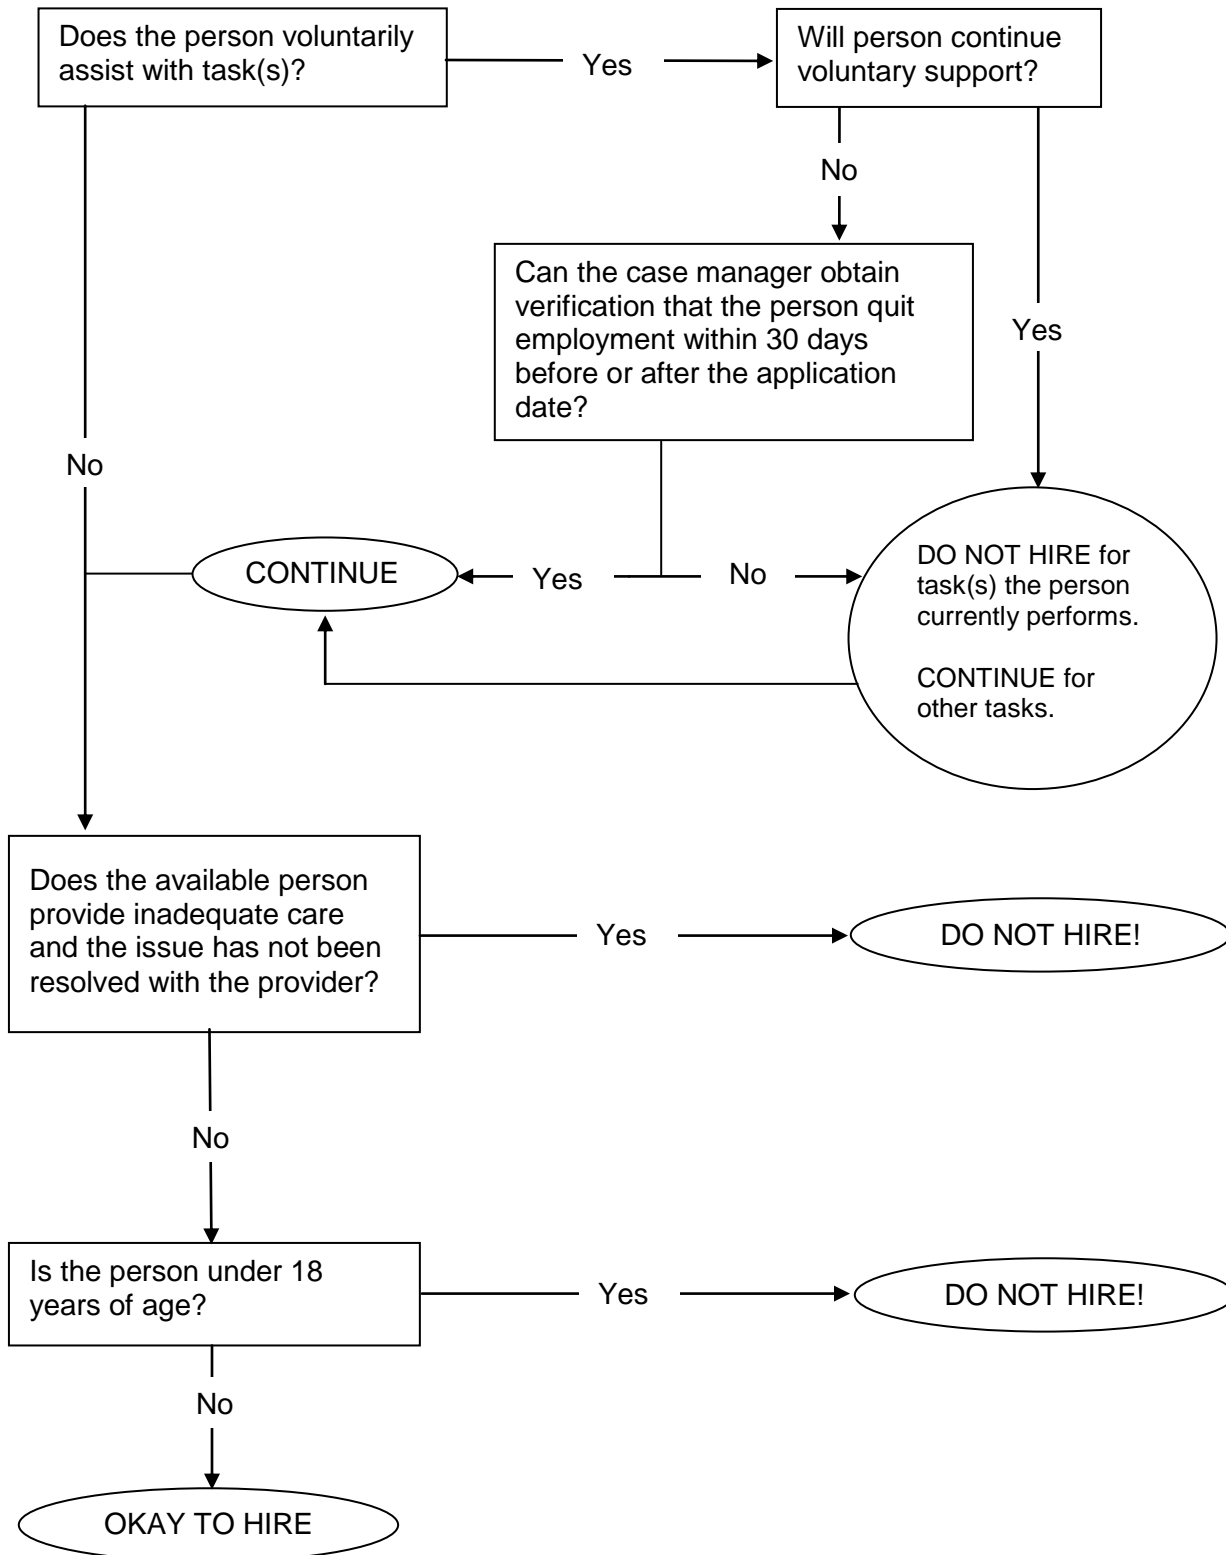 Does the person voluntarily
assist with task(s)?
Yes
Will person continue
voluntary support?
No
Can the case manager obtain
verification that the person quit
employment within 30 days
before or after the application
date?
Yes
No
CONTINUE
Yes
No
DO NOT HIRE for
task(s) the person
currently performs.
CONTINUE for
other tasks.
Does the available person
provide inadequate care
and the issue has not been
resolved with the provider?
Yes
DO NOT HIRE!
No
Is the person under 18
years of age?
Yes
DO NOT HIRE!
No
OKAY TO HIRE